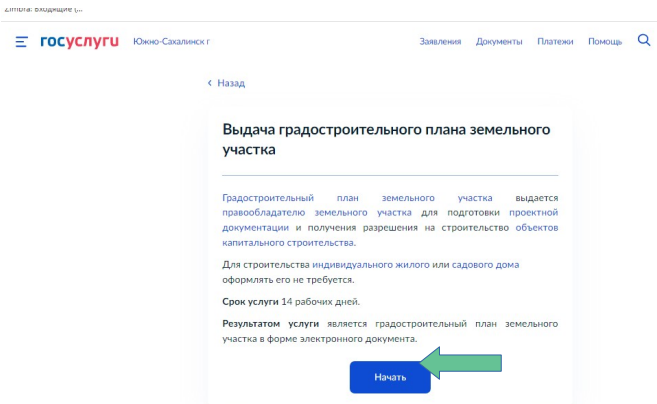 Zimbra: Входящие (...
госуслуги Южно-Сахалинск г Заявления Документы Платежи Помощь
Назад
Выдача градостроительного плана земельного
участка
Градостроительный план земельного участка выдается
правообладателю земельного участка для подготовки проектной
документации и получения разрешения на строительство объектов
капитального строительства.
Для строительства индивидуального жилого или садового дома
оформлять его не требуется.
Срок услуги 14 рабочих дней.
Результатом услуги является градостроительный план земельного
участка в форме электронного документа.
Начать